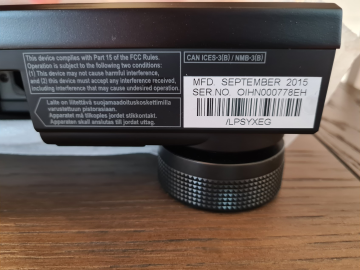 This device complies with Part 15 of the FCC Rules.
Operation is subject to the following two conditions:
(1) This device may not cause harmful interference,
and (2) this device must accept any interference received,
including interference that may cause undesired operation.
CAN ICES-3(B) / NMB-3(B)
MFD. SEPTEMBER 2015
SER NO. OIHN000778EH
/LPSYXEG
Laite on liitettävä suojamaadoituskoskettimilla
varustettuun pistorasiaan.
Apparatet må tilkoples jordet stikkontakt.
Apparaten skall anslutas till jordat uttag.